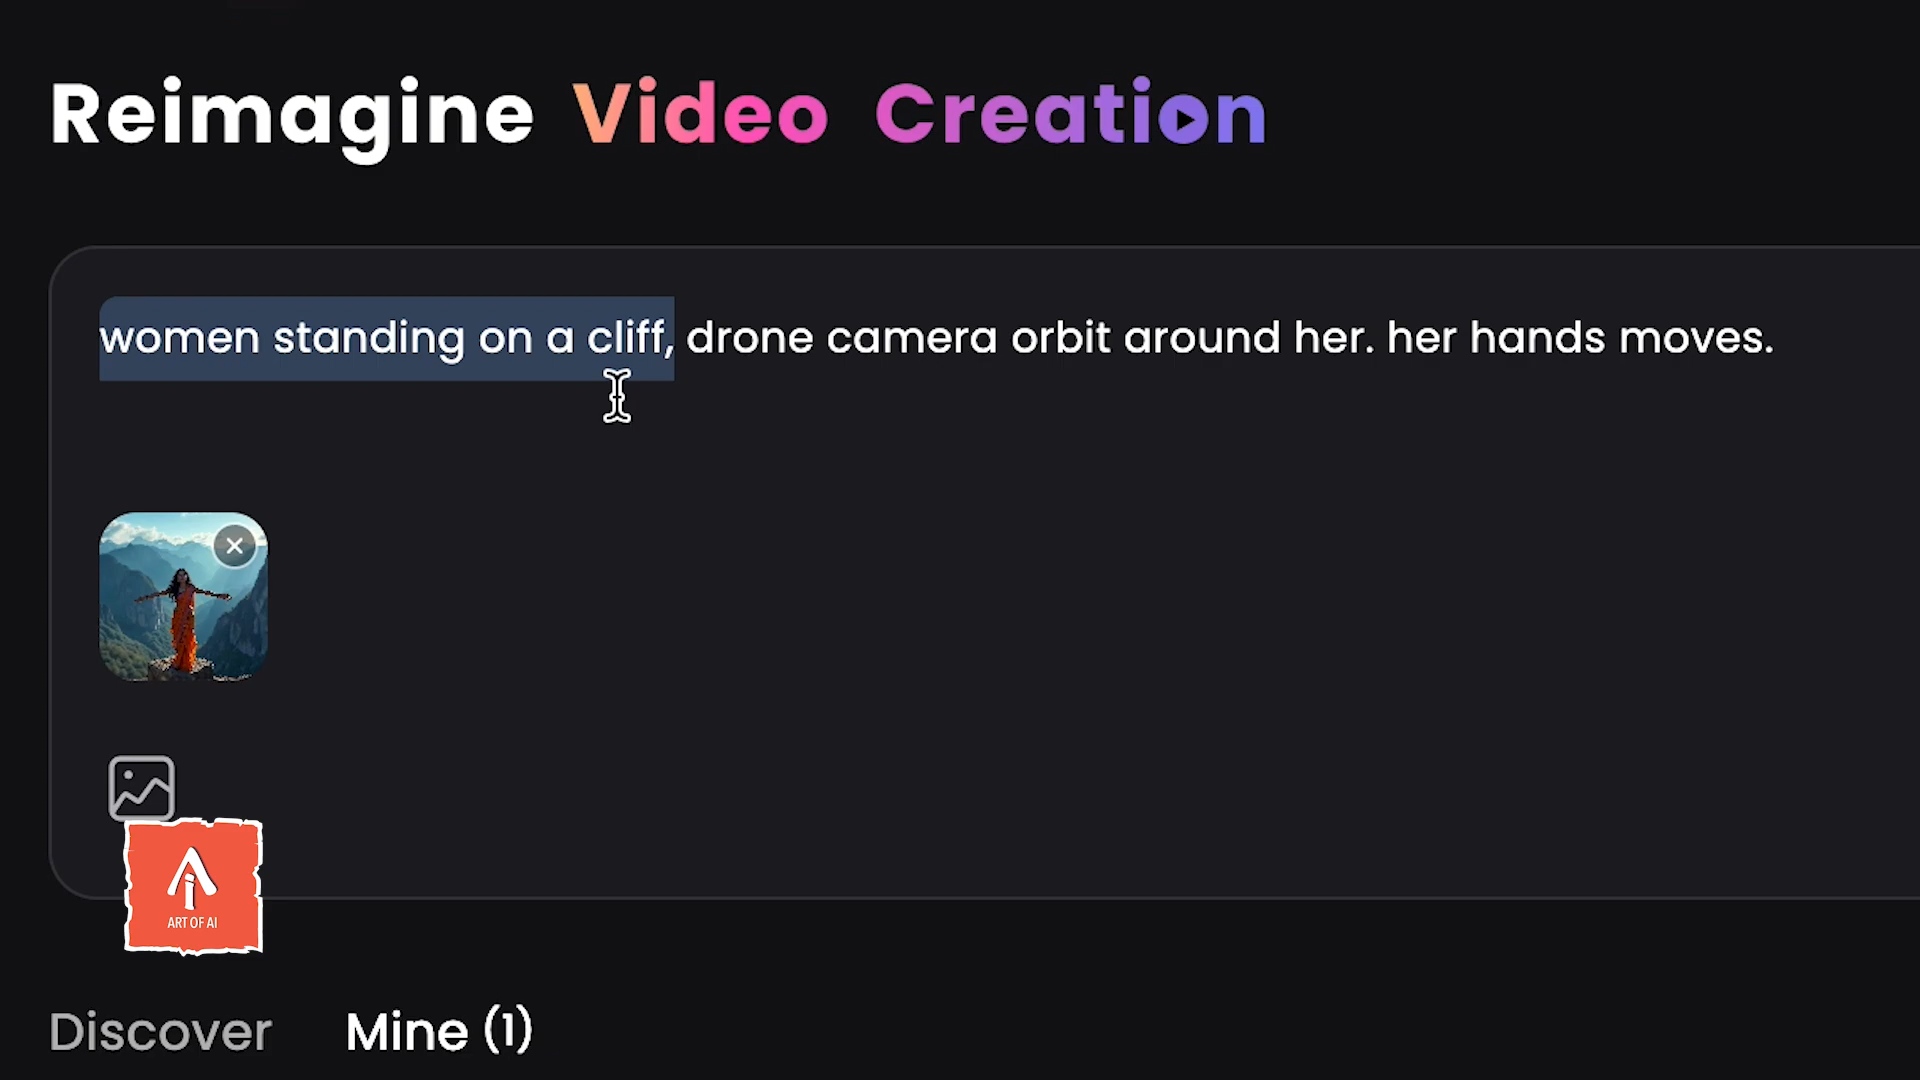 Reimagine Video Creation
women standing on a cliff, drone camera orbit around her. her hands moves.
ART OF AI
Discover Mine (1)